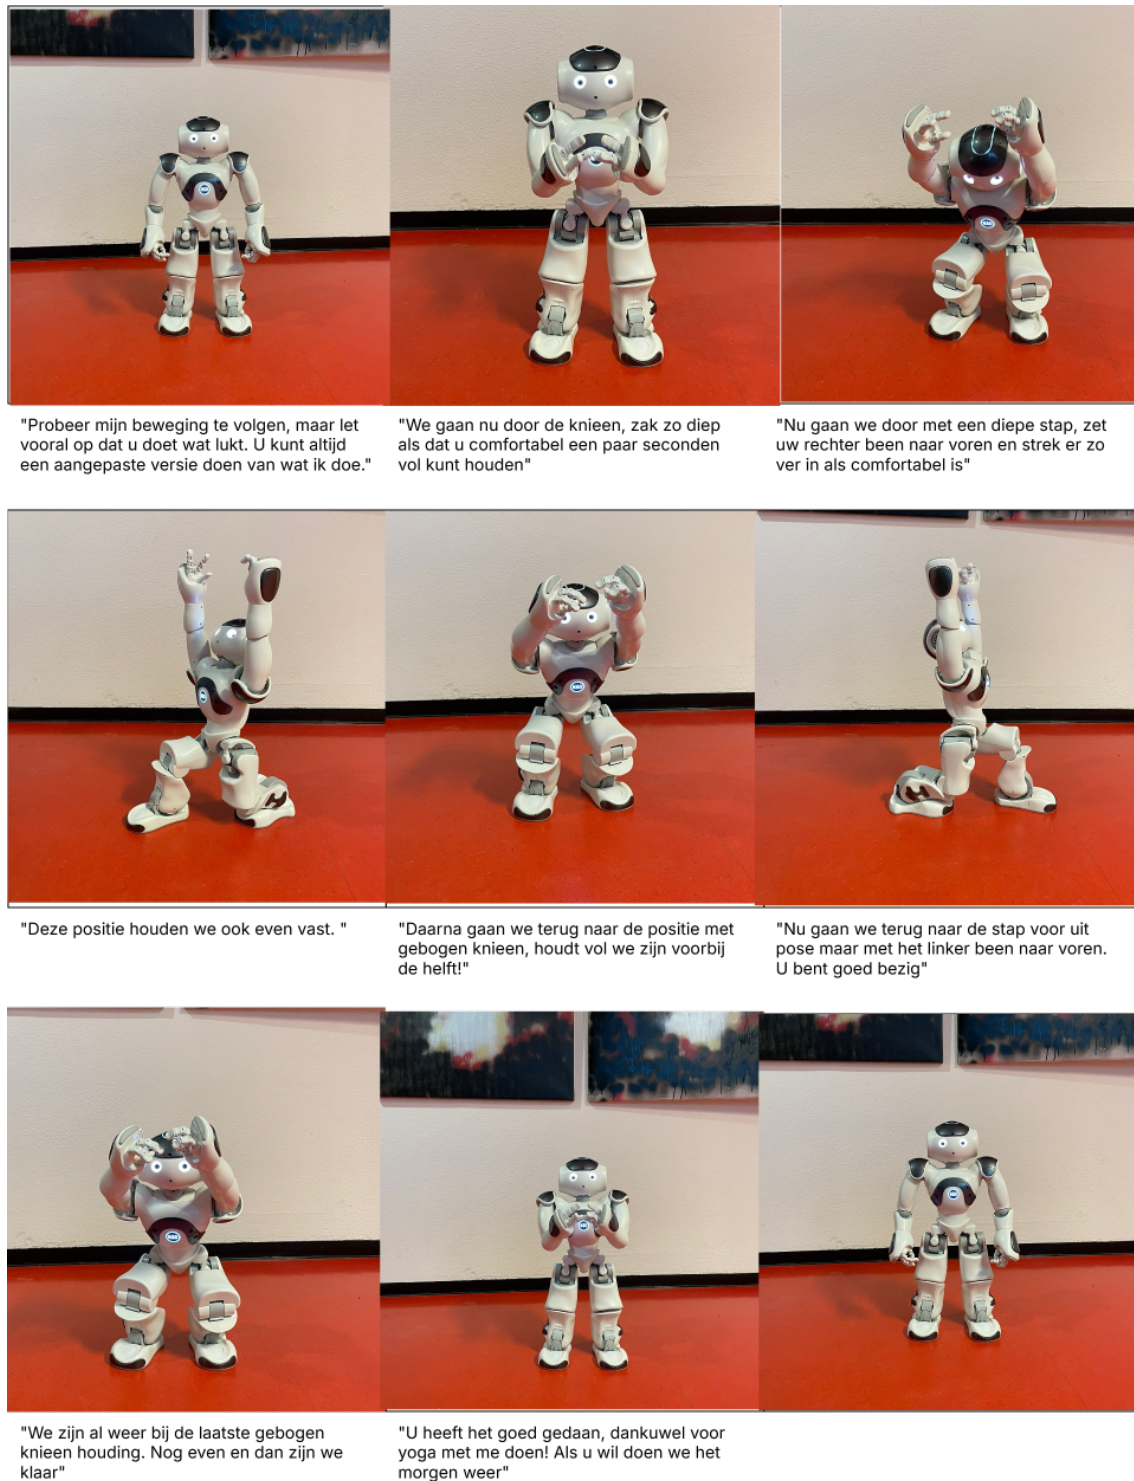 "Probeer mijn beweging te volgen, maar let
vooral op dat u doet wat lukt. U kunt altijd
een aangepaste versie doen van wat ik doe."
"We gaan nu door de knieen, zak zo diep
als dat u comfortabel een paar seconden
vol kunt houden"
"Nu gaan we door met een diepe stap, zet
uw rechter been naar voren en strek er zo
ver in als comfortabel is"
"Deze positie houden we ook even vast. "
"Daarna gaan we terug naar de positie met
gebogen knieen, houdt vol we zijn voorbij
de helft!"
"Nu gaan we terug naar de stap voor uit
pose maar met het linker been naar voren.
U bent goed bezig"
"We zijn al weer bij de laatste gebogen
knieen houding. Nog even en dan zijn we
klaar"
"U heeft het goed gedaan, dankuwel voor
yoga met me doen! Als u wil doen we het
morgen weer"